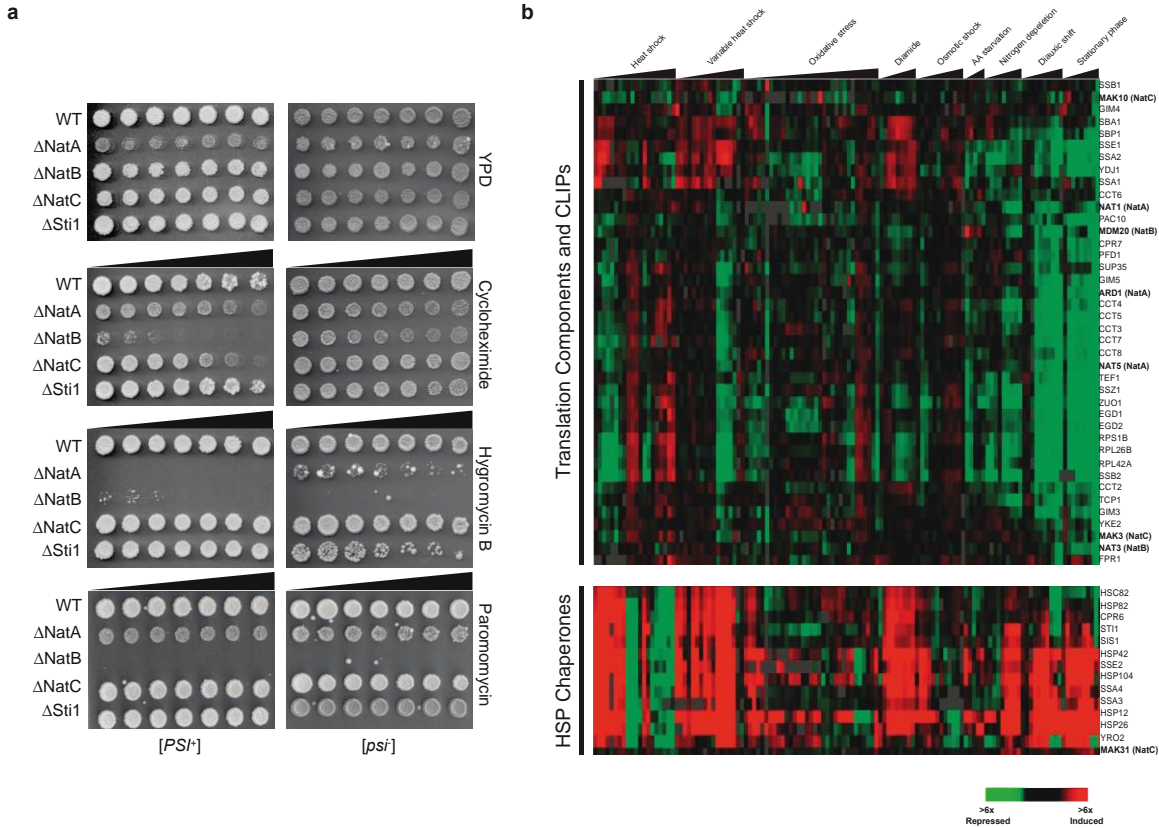 a
WT
ΔNatA
ΔNatB
ΔNatC
ΔSti1
YPD
WT
ΔNatA
ΔNatB
ΔNatC
ΔSti1
Cycloheximide
WT
ΔNatA
ΔNatB
ΔNatC
ΔSti1
Hygromycin B
WT
ΔNatA
ΔNatB
ΔNatC
ΔSti1
Paromomycin
[PSI+]
[psi-]
b
Heat shock
Variable heat shock
Oxidative stress
Diamide
Osmotic shock
AA starvation
Nitrogen depletion
Diauxic shift
Stationary phase
Translation Components and CLIPs
SSB1
MAK10 (NatC)
GIM4
SBA1
SBP1
SSE1
SSA2
YDJ1
SSA1
CCT6
NAT1 (NatA)
PAC10
MDM20 (NatB)
CPR7
PFD1
SUP35
GIM5
ARD1 (NatA)
CCT4
CCT5
CCT3
CCT7
CCT8
NAT5 (NatA)
TEF1
SSZ1
ZUO1
EGD1
EGD2
RPS1B
RPL26B
RPL42A
SSB2
CCT2
TCP1
GIM3
YKE2
MAK3 (NatC)
NAT3 (NatB)
FPR1
HSP Chaperones
HSC82
HSP82
CPR6
STI1
SIS1
HSP42
SSE2
HSP104
SSA4
SSA3
HSP12
HSP26
YRO2
MAK31 (NatC)
>6x
Repressed
>6x
Induced